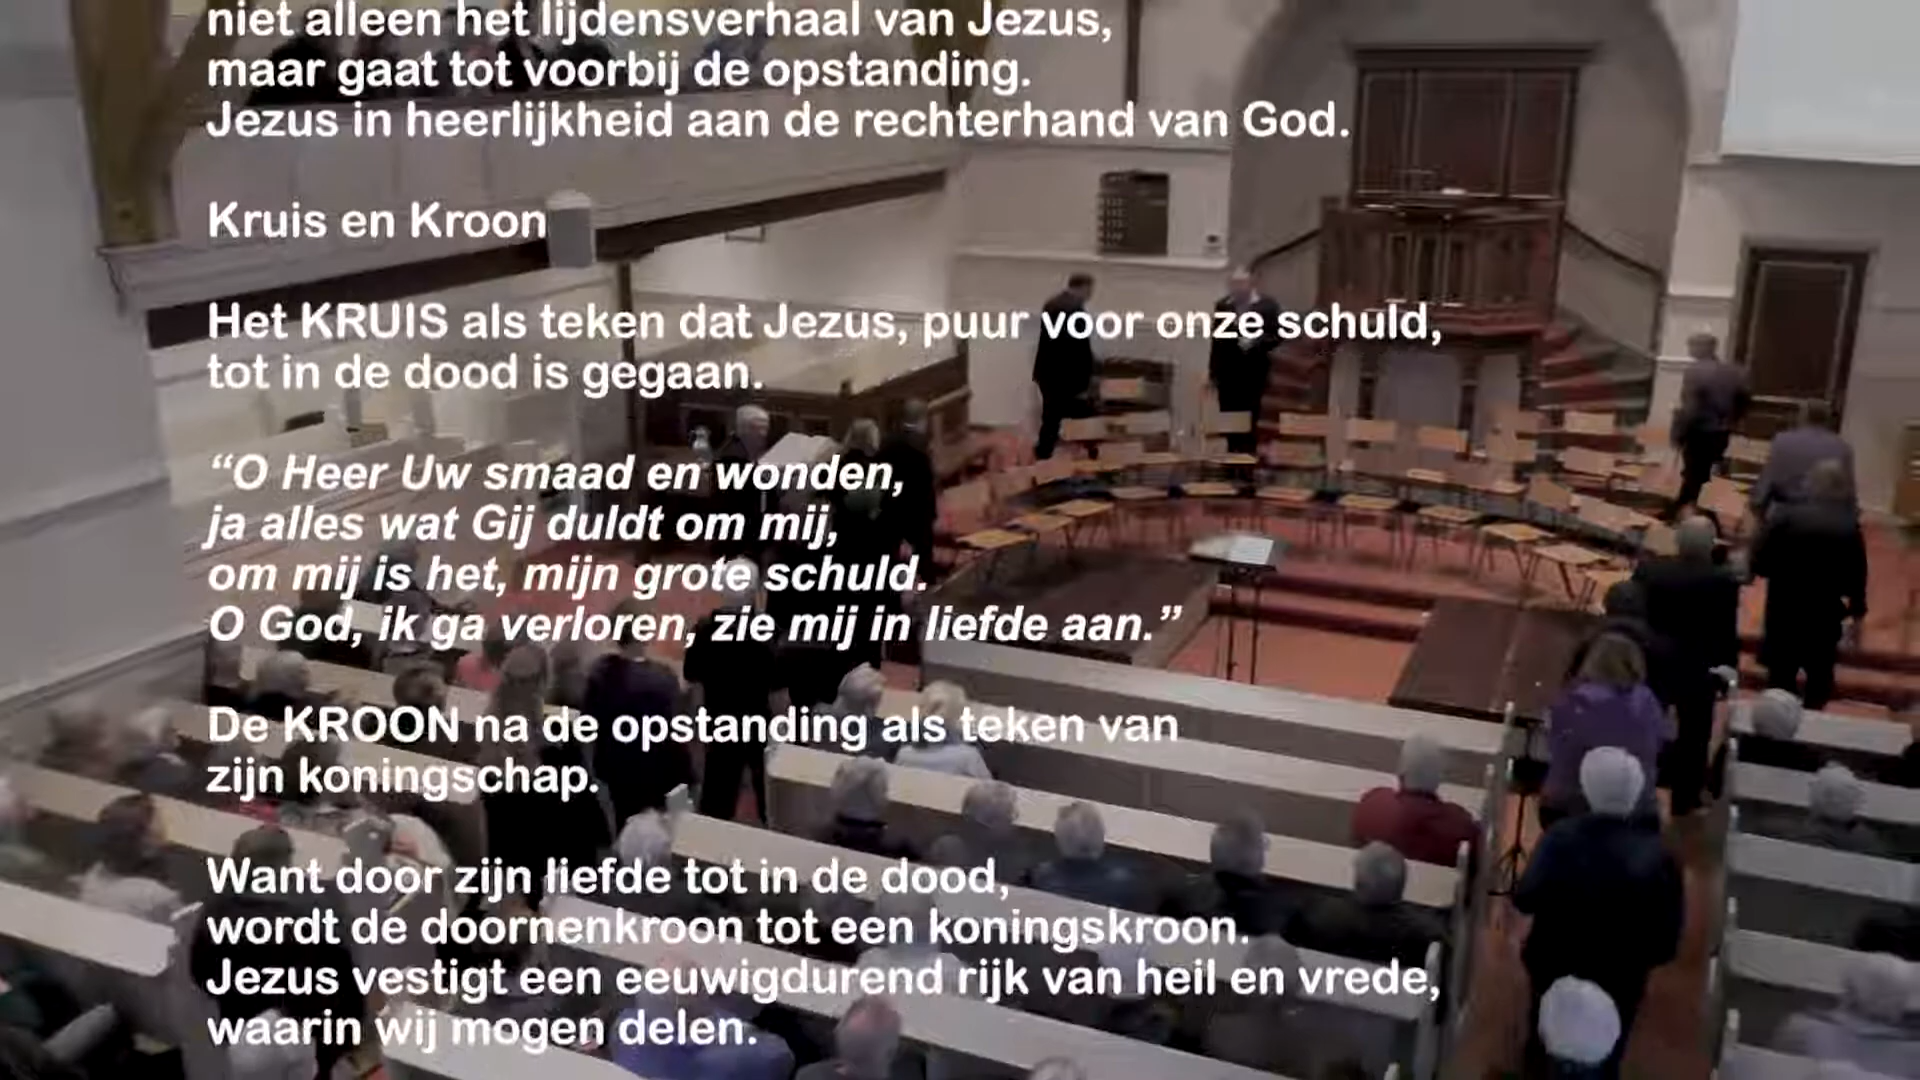 niet alleen het lijdensverhaal van Jezus,
maar gaat tot voorbij de opstanding.
Jezus in heerlijkheid aan de rechterhand van God.
Kruis en Kroon
Het KRUIS als teken dat Jezus, puur voor onze schuld,
tot in de dood is gegaan.
“O Heer Uw smaad en wonden,
ja alles wat Gij duldt om mij,
om mij is het, mijn grote schuld.
O God, ik ga verloren, zie mij in liefde aan.”
De KROON na de opstanding als teken van
zijn koningschap.
Want door zijn liefde tot in de dood,
wordt de doornenkroon tot een koningskroon.
Jezus vestigt een eeuwigdurend rijk van heil en vrede,
waarin wij mogen delen.